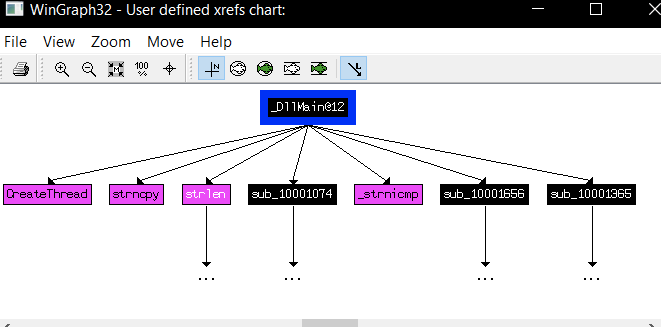 WinGraph32 - User defined xrefs chart:
File View Zoom Move Help
100 %
N
_DllMain@12
CreateThread strncpy strlen sub_10001074 _strnicmp sub_10001656 sub_10001365
... ... ... ...